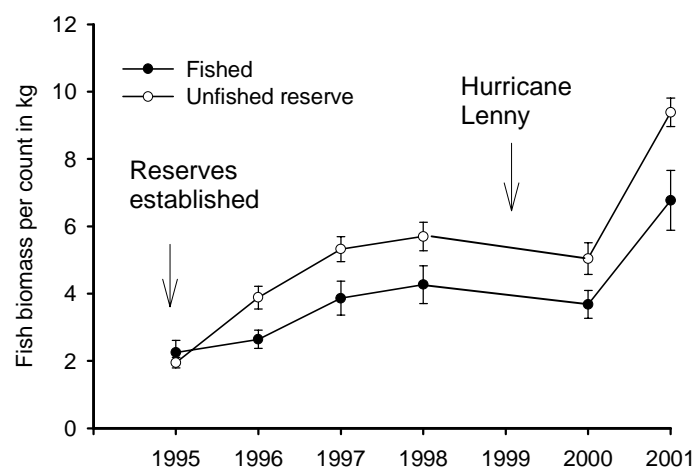 12
10
8
6
4
2
0
Fish biomass per count in kg
Fished
Unfished reserve
Reserves
established
Hurricane
Lenny
1995 1996 1997 1998 1999 2000 2001